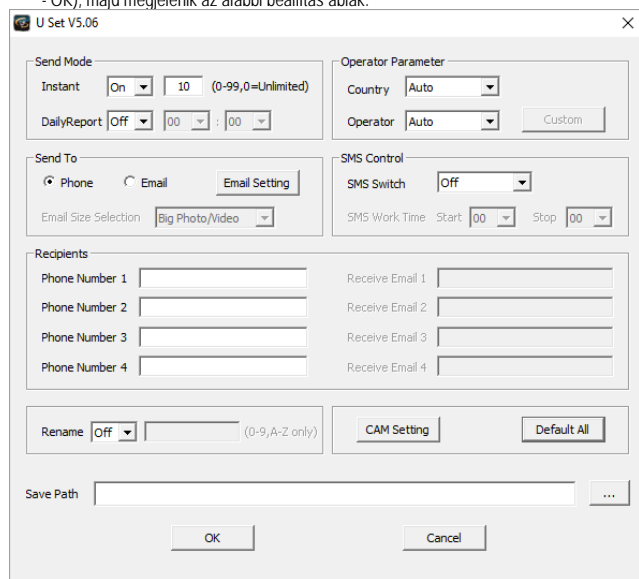 - OK), majd megjelenik az alábbi beállítás ablak:
U Set V5.06
Send Mode
Instant On 10 (0-99,0=Unlimited)
DailyReport Off 00 : 00
Operator Parameter
Country Auto
Operator Auto Custom
Send To
Phone Email Email Setting
Email Size Selection Big Photo/Video
SMS Control
SMS Switch Off
SMS Work Time Start 00 Stop 00
Recipients
Phone Number 1 Receive Email 1
Phone Number 2 Receive Email 2
Phone Number 3 Receive Email 3
Phone Number 4 Receive Email 4
Rename Off (0-9,A-Z only)
CAM Setting Default All
Save Path ...
OK Cancel